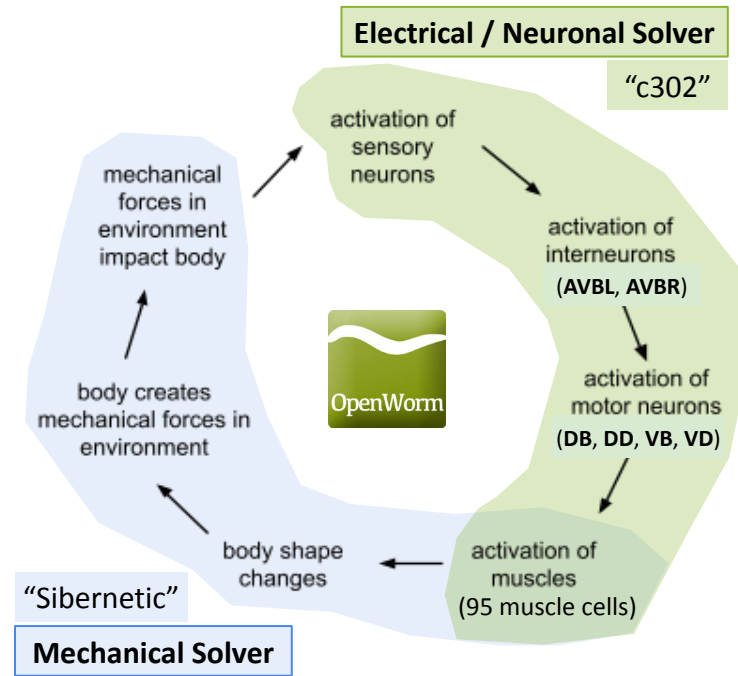 Electrical / Neuronal Solver
“c302”
activation of
sensory
neurons
activation of
interneurons
(AVBL, AVBR)
activation of
motor neurons
(DB, DD, VB, VD)
activation of
muscles
(95 muscle cells)
body shape
changes
body creates
mechanical forces in
environment
mechanical
forces in
environment
impact body
OpenWorm
“Sibernetic”
Mechanical Solver